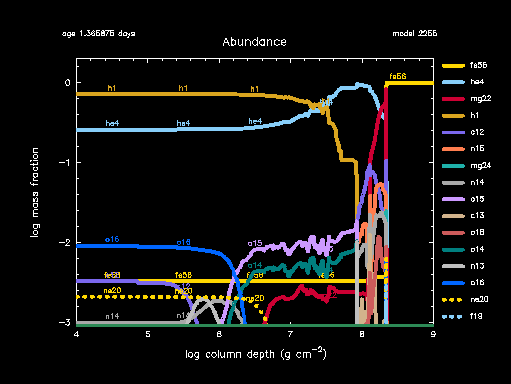 age 1.365875 days
model 2255
Abundance
fe56
0
h1 h1 h1
he4 he4 he4
−1
log mass fraction
−2
o16 o16 o15
o14
fe56 fe56 fe56
ne20 ne20 ne20
n14 n14
−3
4 5 6 7 8 9
log column depth (g cm−2)
fe56
he4
mg22
h1
c12
n15
mg24
n14
o15
c13
o18
o14
n13
o16
ne20
f19